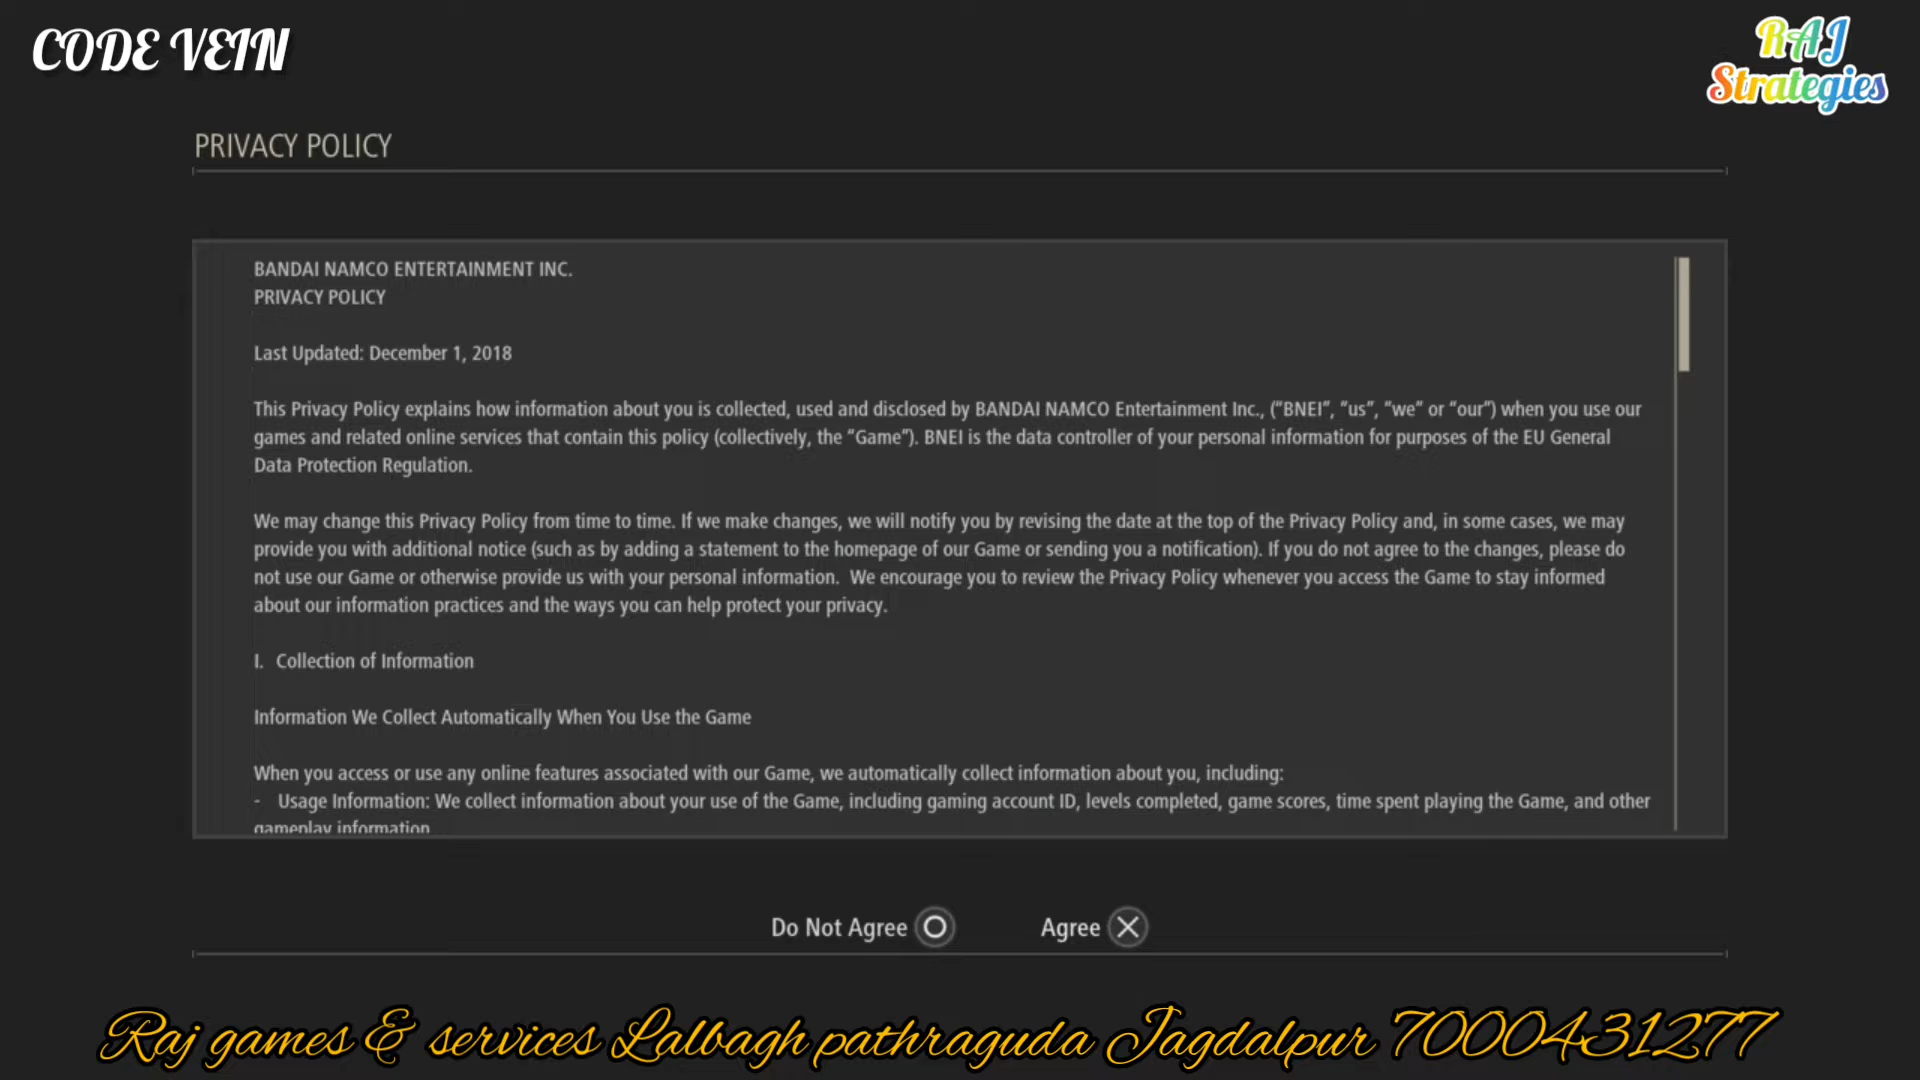 CODE VEIN
RAJ
Strategies
PRIVACY POLICY
BANDAI NAMCO ENTERTAINMENT INC.
PRIVACY POLICY
Last Updated: December 1, 2018
This Privacy Policy explains how information about you is collected, used and disclosed by BANDAI NAMCO Entertainment Inc., (“BNEI”, “us”, “we” or “our”) when you use our
games and related online services that contain this policy (collectively, the “Game”). BNEI is the data controller of your personal information for purposes of the EU General
Data Protection Regulation.
We may change this Privacy Policy from time to time. If we make changes, we will notify you by revising the date at the top of the Privacy Policy and, in some cases, we may
provide you with additional notice (such as by adding a statement to the homepage of our Game or sending you a notification). If you do not agree to the changes, please do
not use our Game or otherwise provide us with your personal information.  We encourage you to review the Privacy Policy whenever you access the Game to stay informed
about our information practices and the ways you can help protect your privacy.
I.  Collection of Information
Information We Collect Automatically When You Use the Game
When you access or use any online features associated with our Game, we automatically collect information about you, including:
-   Usage Information: We collect information about your use of the Game, including gaming account ID, levels completed, game scores, time spent playing the Game, and other
gameplay information
Do Not Agree
Agree
Raj games & services Lalbagh pathraguda Jagdalpur 7000431277